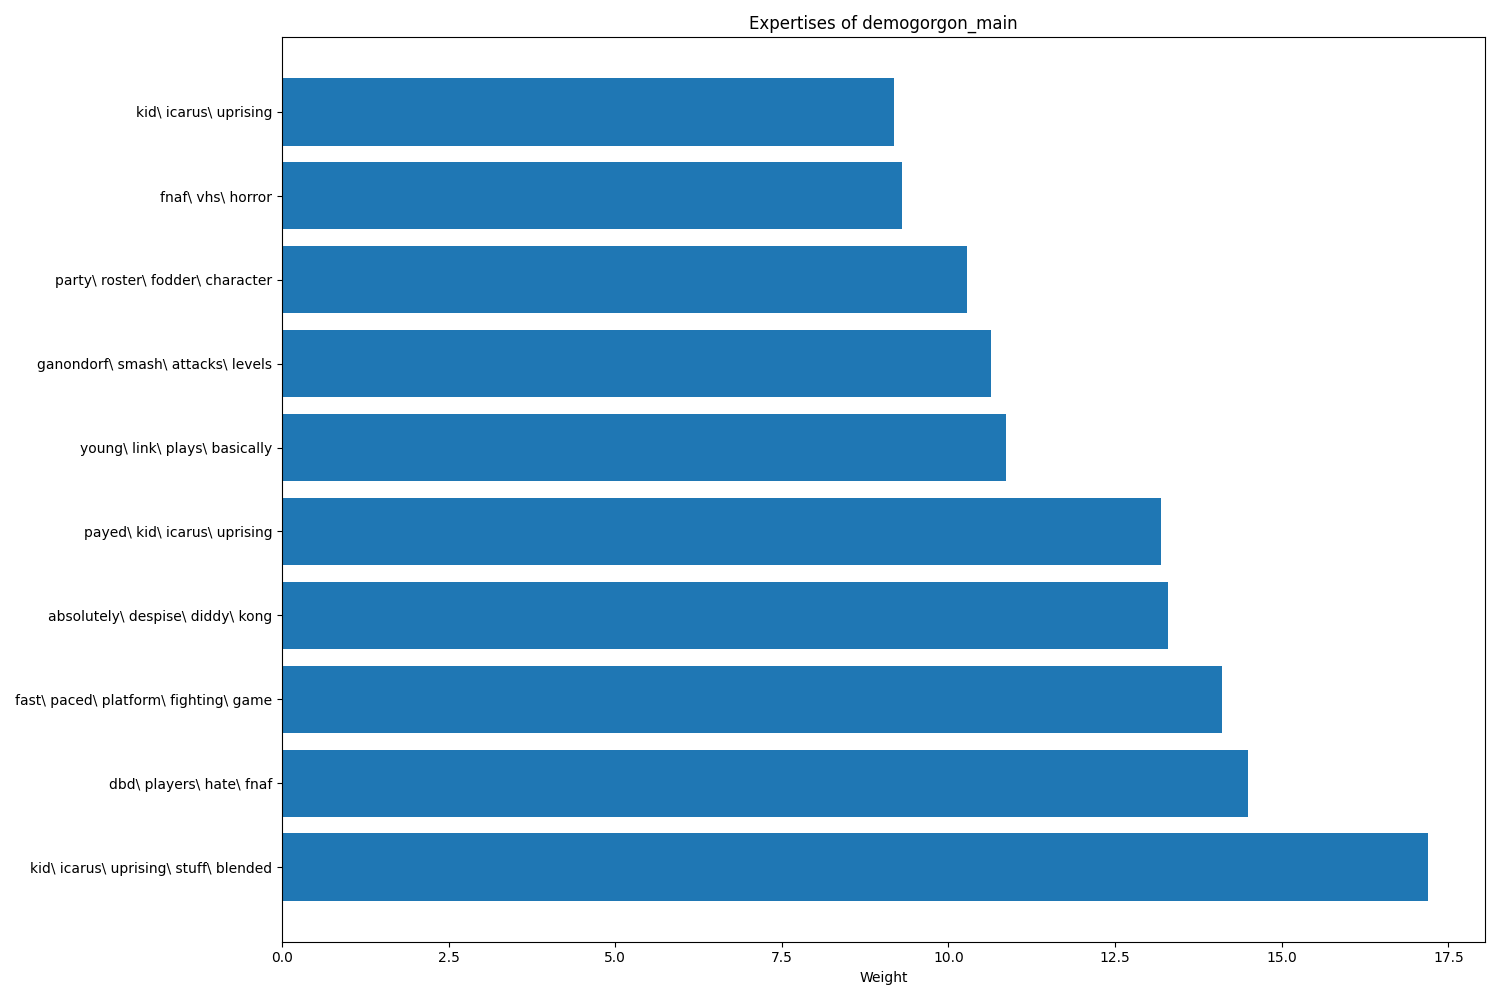 Expertises of demogorgon_main
kid\ icarus\ uprising
fnaf\ vhs\ horror
party\ roster\ fodder\ character
ganondorf\ smash\ attacks\ levels
young\ link\ plays\ basically
payed\ kid\ icarus\ uprising
absolutely\ despise\ diddy\ kong
fast\ paced\ platform\ fighting\ game
dbd\ players\ hate\ fnaf
kid\ icarus\ uprising\ stuff\ blended
0.0 2.5 5.0 7.5 10.0 12.5 15.0 17.5
Weight